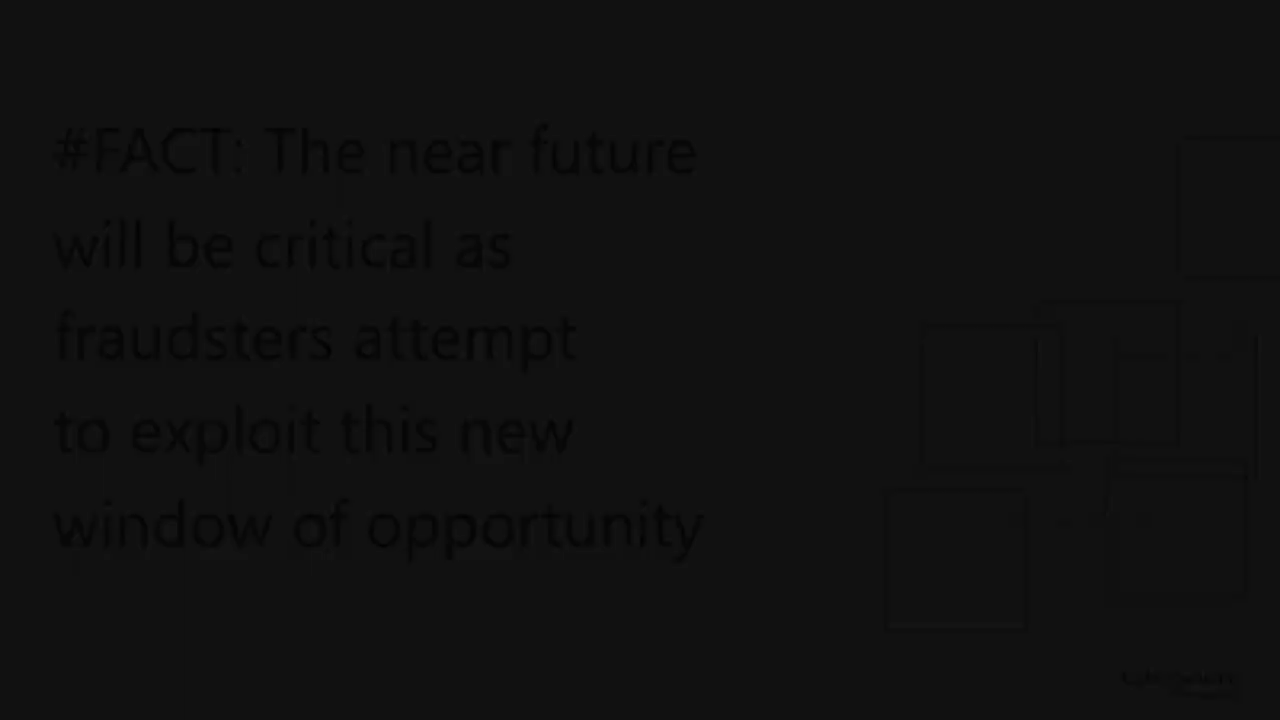 #FACT: The near future
will be critical as
fraudsters attempt
to exploit this new
window of opportunity